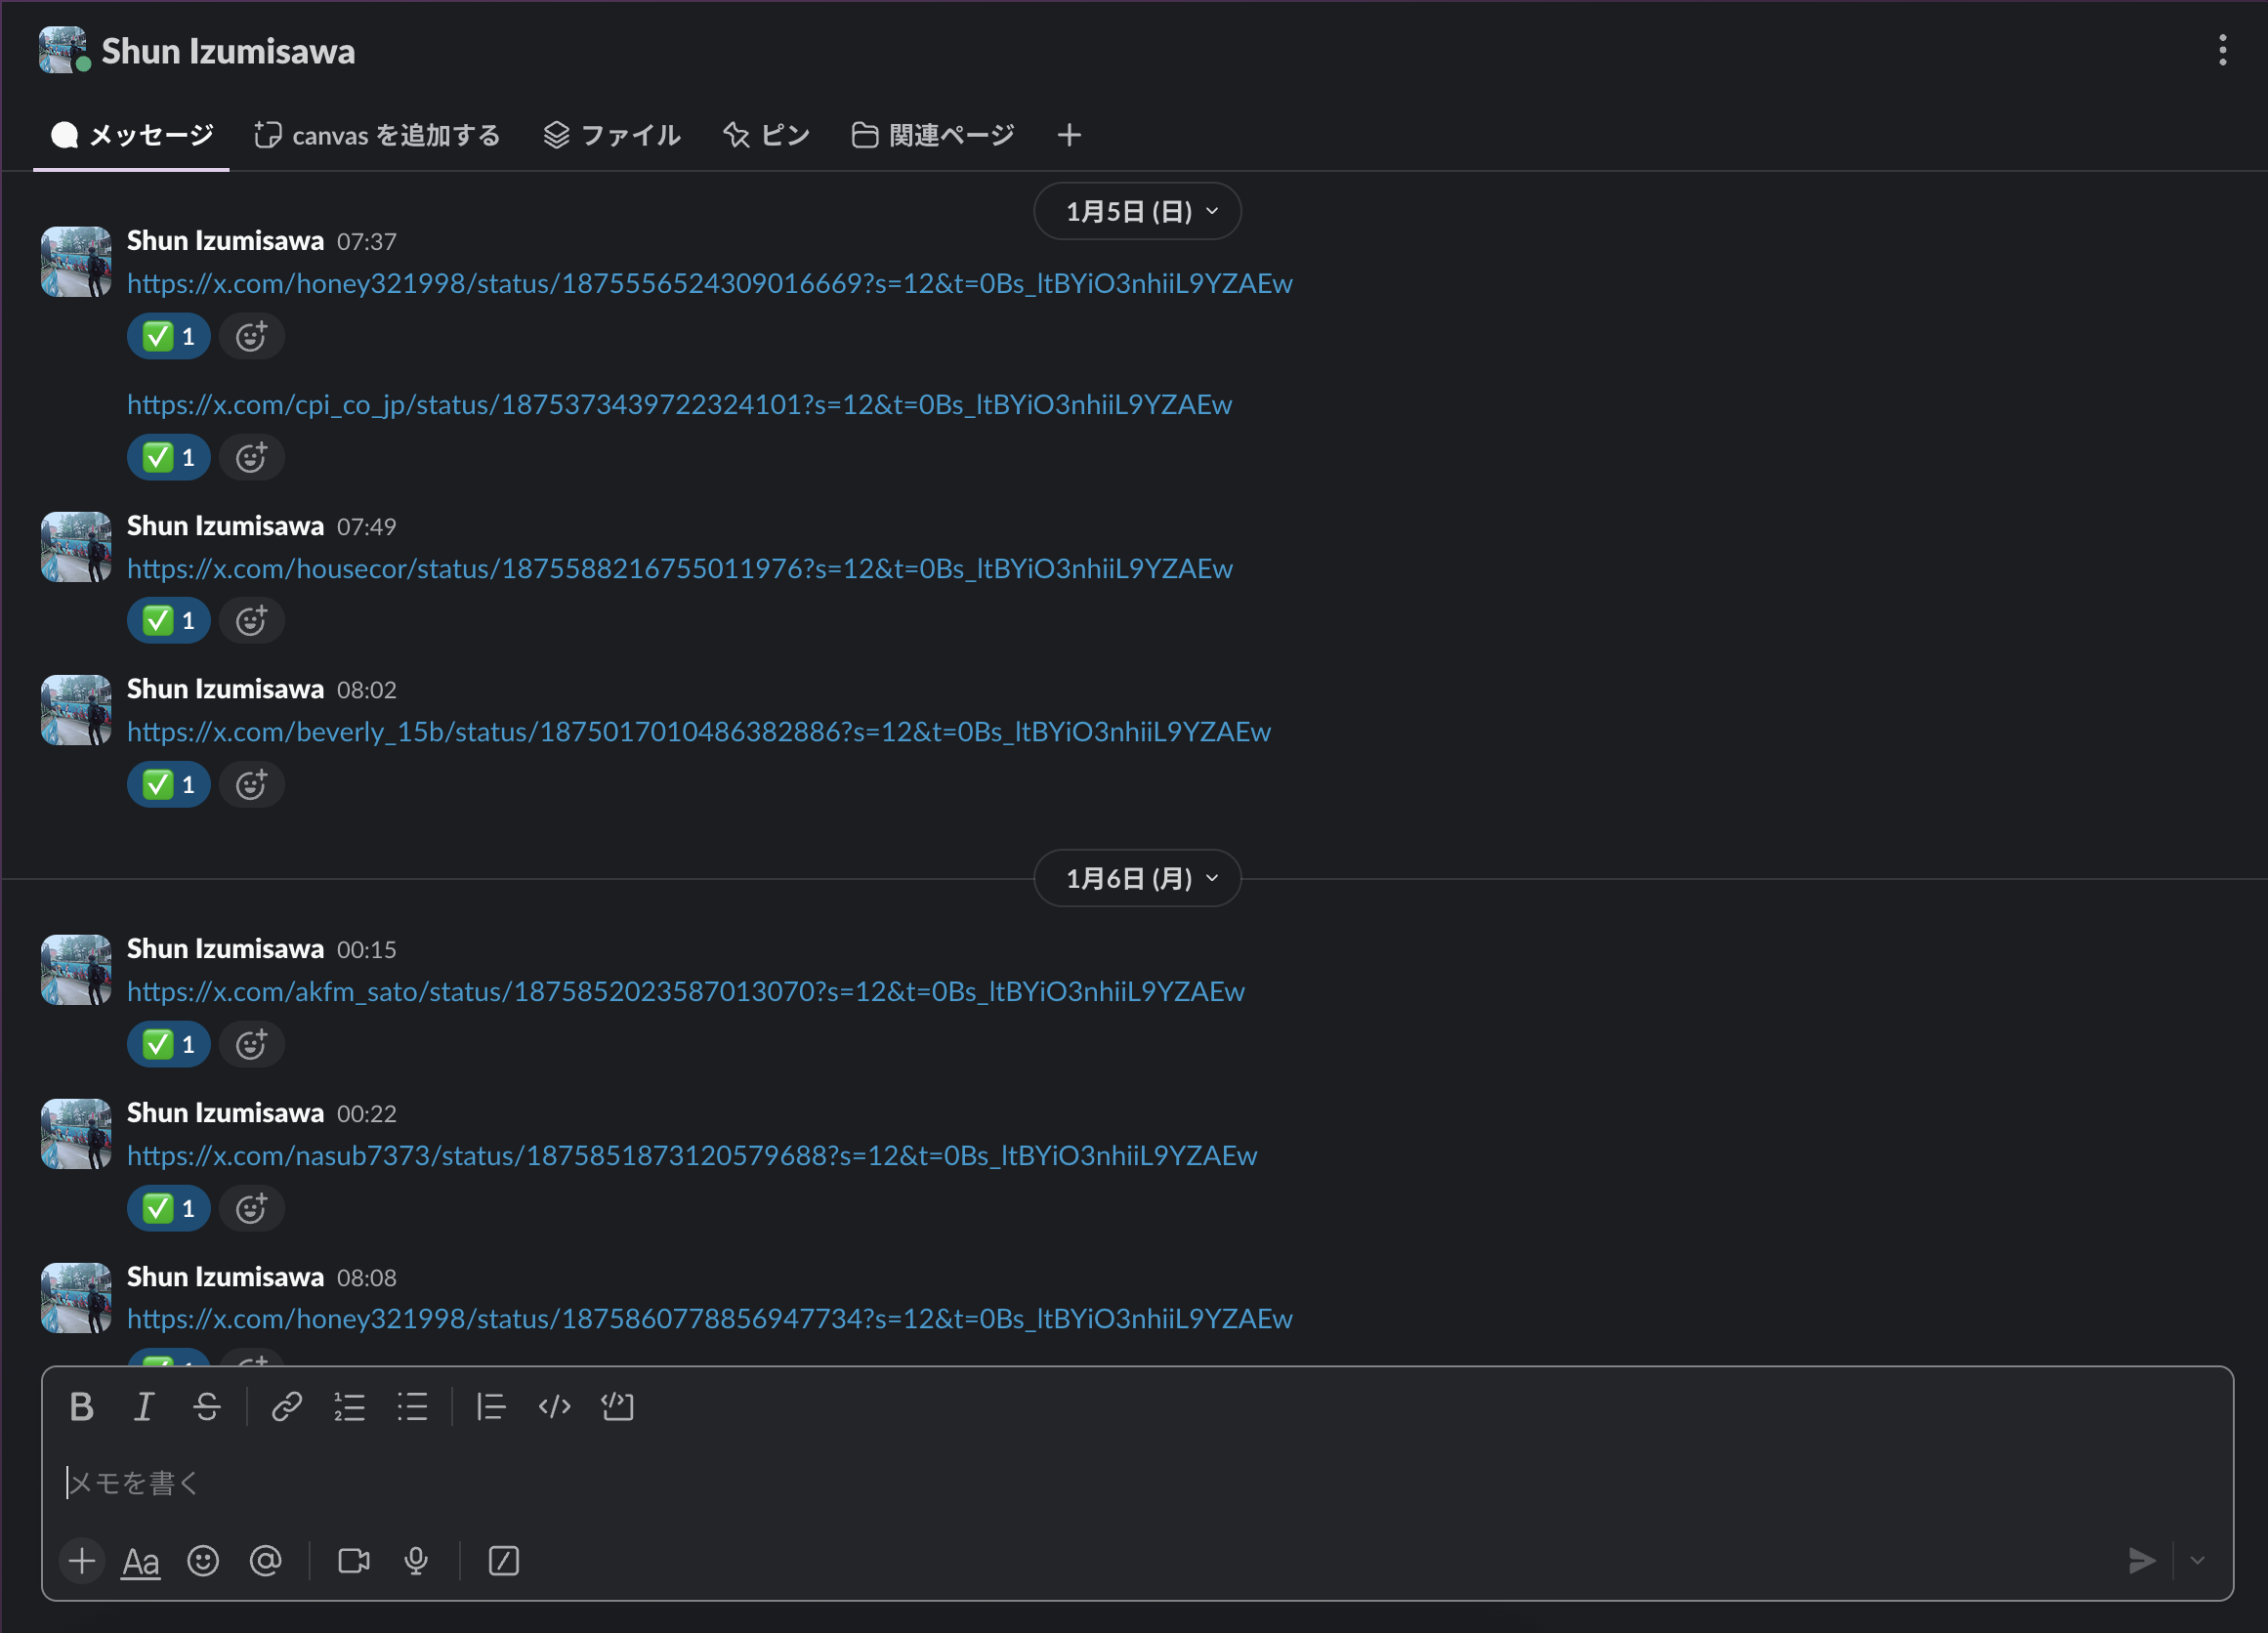 Shun Izumisawa
メッセージ canvas を追加する ファイル ピン 関連ページ
1月5日 (日)
Shun Izumisawa 07:37
https://x.com/honey321998/status/1875556524309016669?s=12&t=0Bs_ltBYiO3nhiiL9YZAEw
1
https://x.com/cpi_co_jp/status/1875373439722324101?s=12&t=0Bs_ltBYiO3nhiiL9YZAEw
1
Shun Izumisawa 07:49
https://x.com/housecor/status/1875588216755011976?s=12&t=0Bs_ltBYiO3nhiiL9YZAEw
1
Shun Izumisawa 08:02
https://x.com/beverly_15b/status/1875017010486382886?s=12&t=0Bs_ltBYiO3nhiiL9YZAEw
1
1月6日 (月)
Shun Izumisawa 00:15
https://x.com/akfm_sato/status/1875852023587013070?s=12&t=0Bs_ltBYiO3nhiiL9YZAEw
1
Shun Izumisawa 00:22
https://x.com/nasub7373/status/1875851873120579688?s=12&t=0Bs_ltBYiO3nhiiL9YZAEw
1
Shun Izumisawa 08:08
https://x.com/honey321998/status/1875860778856947734?s=12&t=0Bs_ltBYiO3nhiiL9YZAEw
メモを書く
Aa